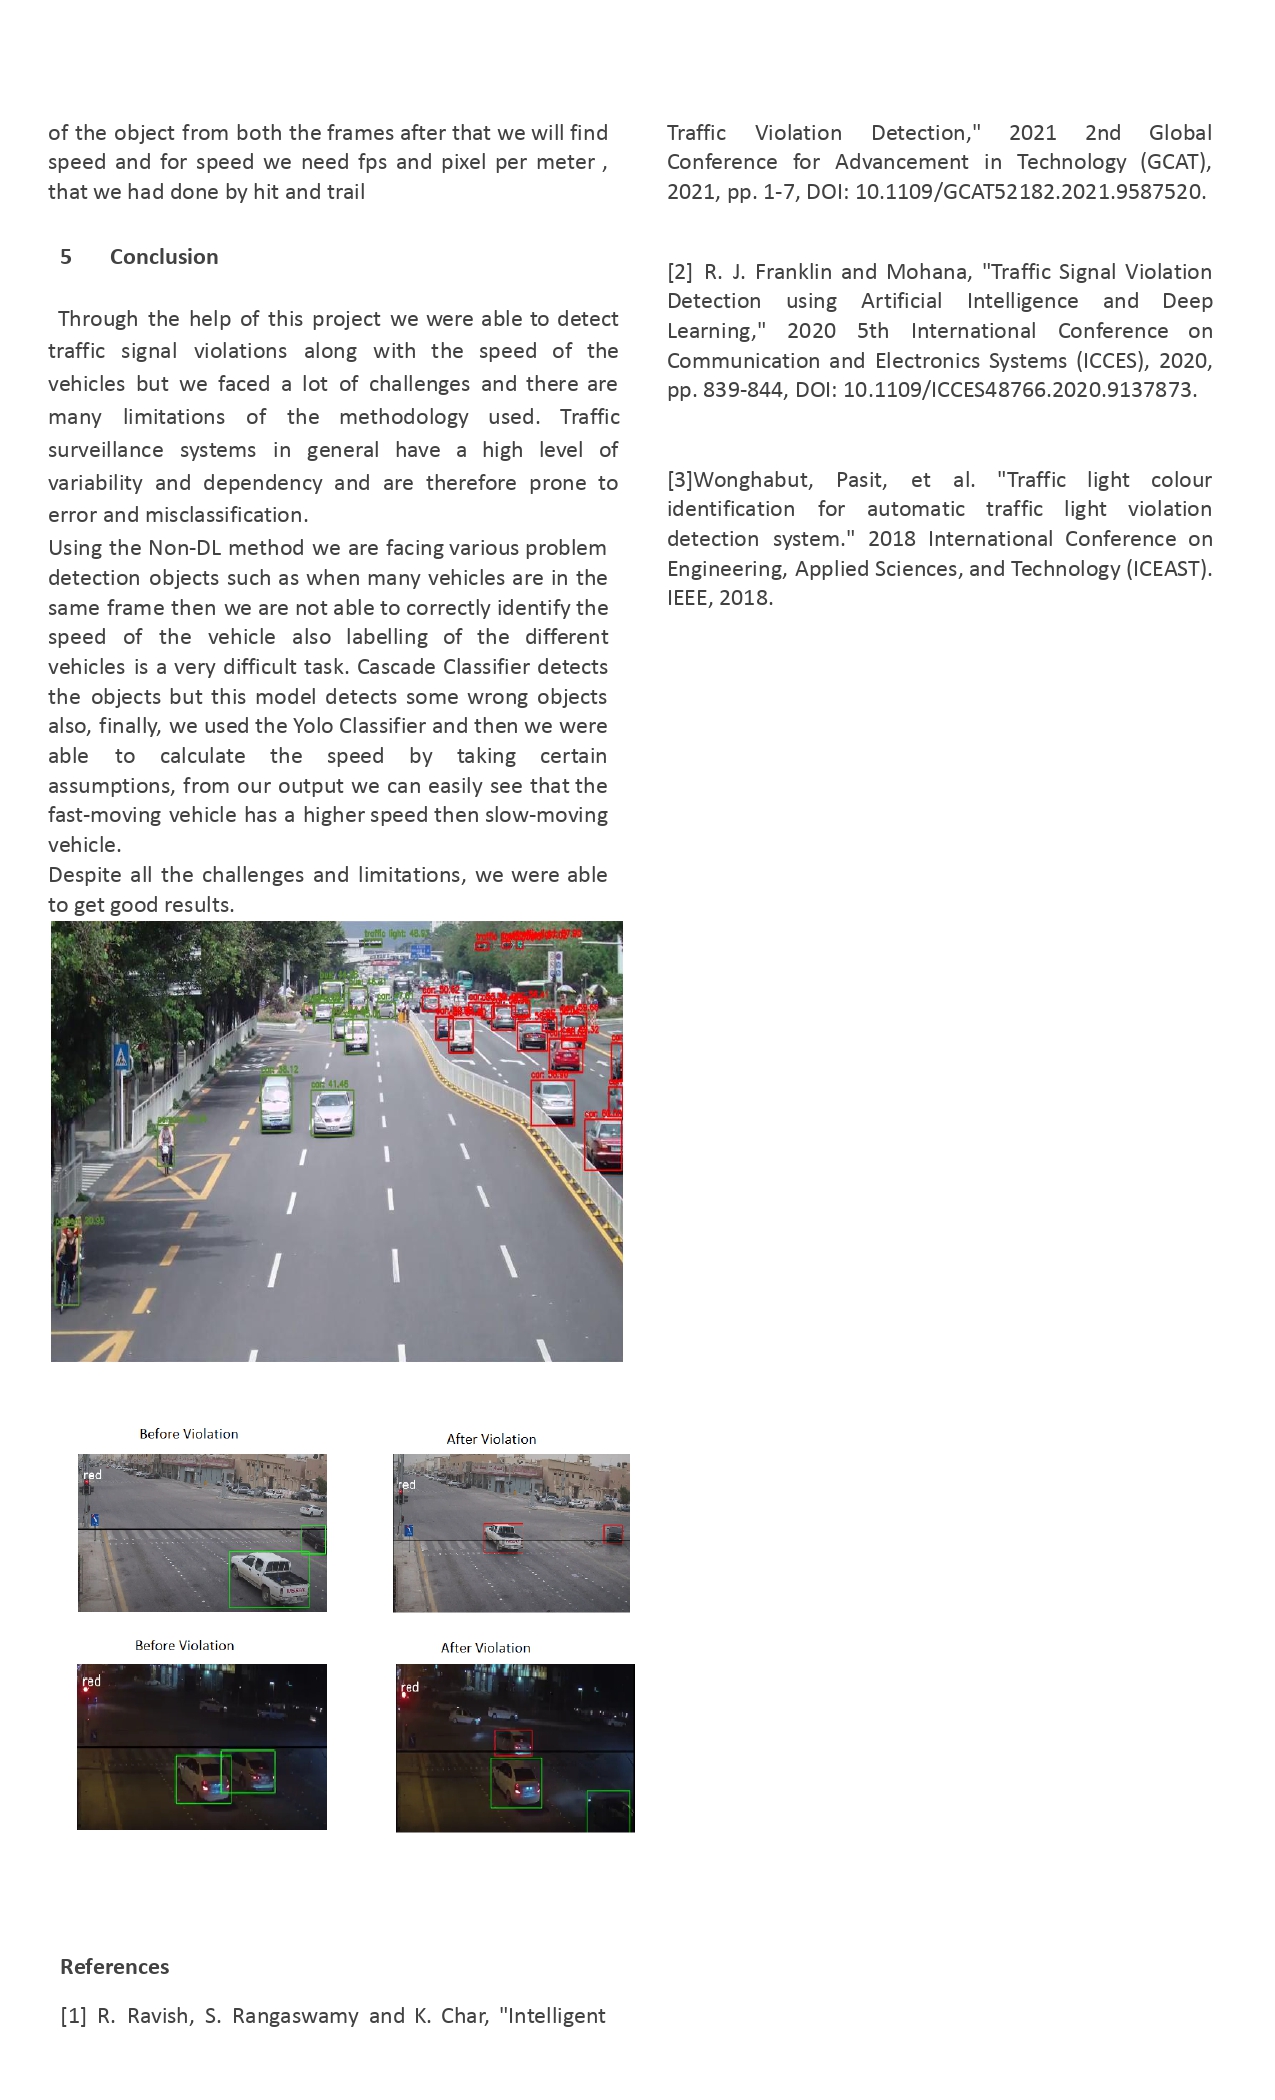 of the object from both the frames after that we will find
speed and for speed we need fps and pixel per meter ,
that we had done by hit and trail
5 Conclusion
Through the help of this project we were able to detect
traffic signal violations along with the speed of the
vehicles but we faced a lot of challenges and there are
many limitations of the methodology used. Traffic
surveillance systems in general have a high level of
variability and dependency and are therefore prone to
error and misclassification.
Using the Non-DL method we are facing various problem
detection objects such as when many vehicles are in the
same frame then we are not able to correctly identify the
speed of the vehicle also labelling of the different
vehicles is a very difficult task. Cascade Classifier detects
the objects but this model detects some wrong objects
also, finally, we used the Yolo Classifier and then we were
able to calculate the speed by taking certain
assumptions, from our output we can easily see that the
fast-moving vehicle has a higher speed then slow-moving
vehicle.
Despite all the challenges and limitations, we were able
to get good results.
traffic light: 48.93
car: 50.62
car: 41.46
Before Violation
After Violation
red
red
Before Violation
After Violation
red
red
References
[1] R. Ravish, S. Rangaswamy and K. Char, "Intelligent
Traffic Violation Detection," 2021 2nd Global
Conference for Advancement in Technology (GCAT),
2021, pp. 1-7, DOI: 10.1109/GCAT52182.2021.9587520.
[2] R. J. Franklin and Mohana, "Traffic Signal Violation
Detection using Artificial Intelligence and Deep
Learning," 2020 5th International Conference on
Communication and Electronics Systems (ICCES), 2020,
pp. 839-844, DOI: 10.1109/ICCES48766.2020.9137873.
[3]Wonghabut, Pasit, et al. "Traffic light colour
identification for automatic traffic light violation
detection system." 2018 International Conference on
Engineering, Applied Sciences, and Technology (ICEAST).
IEEE, 2018.